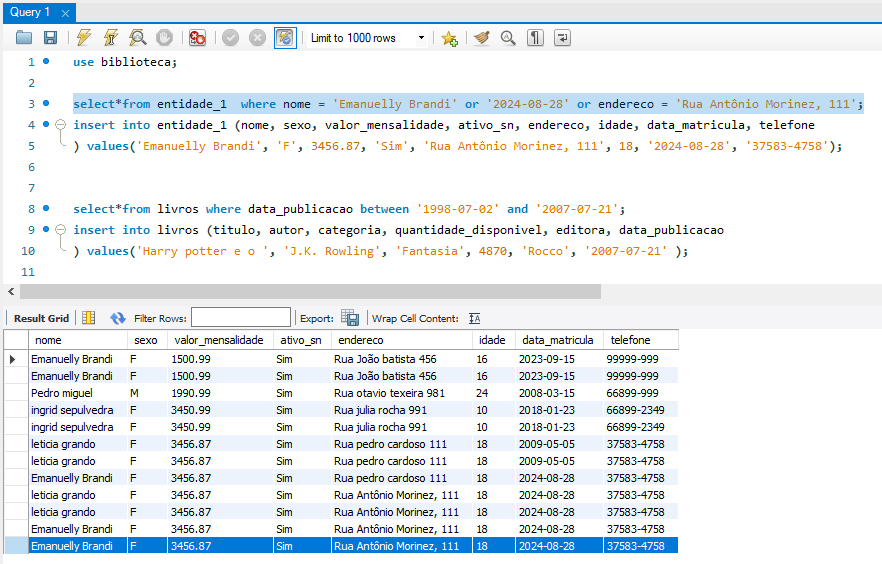 Query 1
Limit to 1000 rows
1 use biblioteca;
2
3 select*from entidade_1  where nome = 'Emanuelly Brandi' or '2024-08-28' or endereco = 'Rua Antônio Morinez, 111';
4 insert into entidade_1 (nome, sexo, valor_mensalidade, ativo_sn, endereco, idade, data_matricula, telefone
5 ) values('Emanuelly Brandi', 'F', 3456.87, 'Sim', 'Rua Antônio Morinez, 111', 18, '2024-08-28', '37583-4758');
6
7
8 select*from livros where data_publicacao between '1998-07-02' and '2007-07-21';
9 insert into livros (titulo, autor, categoria, quantidade_disponivel, editora, data_publicacao
10 ) values('Harry potter e o ', 'J.K. Rowling', 'Fantasia', 4870, 'Rocco', '2007-07-21' );
11
Result Grid Filter Rules: Export: Wrap Cell Content:
nome sexo valor_mensalidade ativo_sn endereco idade data_matricula telefone
Emanuelly Brandi F 1500.99 Sim Rua João batista 456 16 2023-09-15 99999-999
Emanuelly Brandi F 1500.99 Sim Rua João batista 456 16 2023-09-15 99999-999
Pedro miguel M 1990.99 Sim Rua otavio texeira 981 24 2008-03-15 66899-999
ingrid sepulvedra F 3450.99 Sim Rua julia rocha 991 10 2018-01-23 66899-2349
ingrid sepulvedra F 3450.99 Sim Rua julia rocha 991 10 2018-01-23 66899-2349
leticia grando F 3456.87 Sim Rua pedro cardoso 111 18 2009-05-05 37583-4758
leticia grando F 3456.87 Sim Rua pedro cardoso 111 18 2009-05-05 37583-4758
Emanuelly Brandi F 3456.87 Sim Rua pedro cardoso 111 18 2024-08-28 37583-4758
leticia grando F 3456.87 Sim Rua Antônio Morinez, 111 18 2024-08-28 37583-4758
leticia grando F 3456.87 Sim Rua Antônio Morinez, 111 18 2024-08-28 37583-4758
Emanuelly Brandi F 3456.87 Sim Rua Antônio Morinez, 111 18 2024-08-28 37583-4758
Emanuelly Brandi F 3456.87 Sim Rua Antônio Morinez, 111 18 2024-08-28 37583-4758